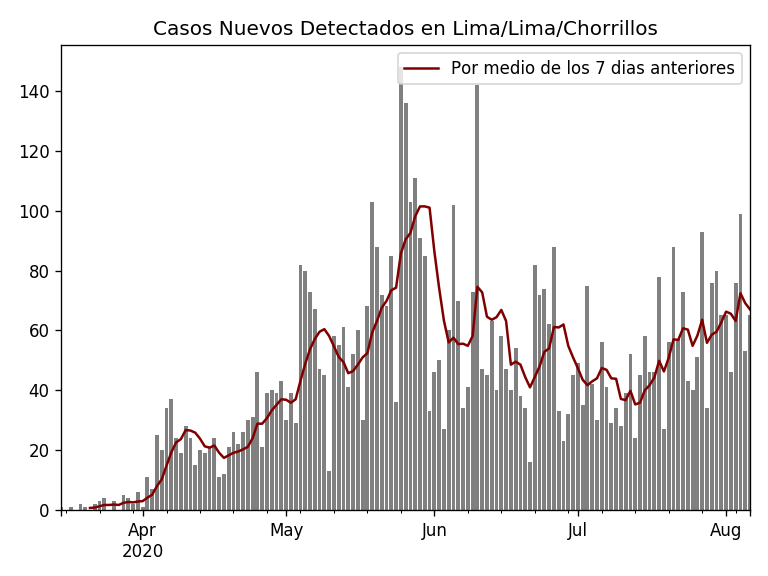 Casos Nuevos Detectados en Lima/Lima/Chorrillos
Por medio de los 7 dias anteriores
140
120
100
80
60
40
20
0
Apr
2020
May
Jun
Jul
Aug